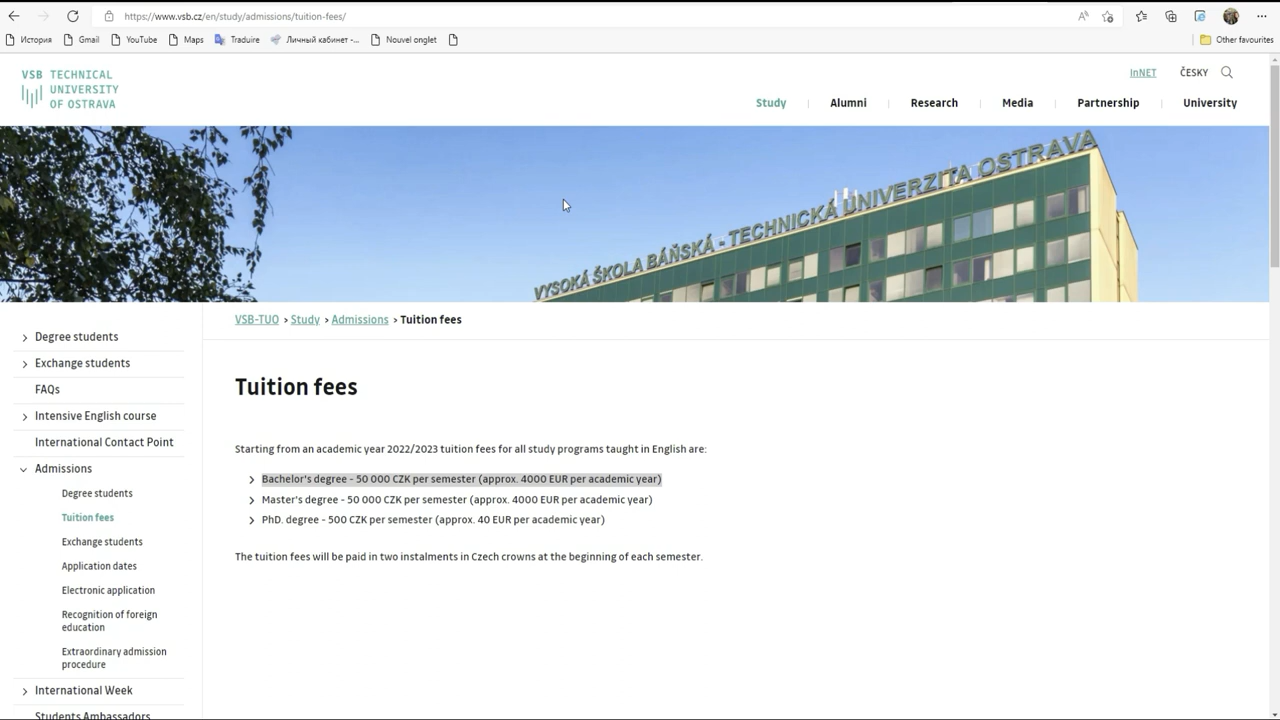 https://www.vsb.cz/en/study/admissions/tuition-fees/
История Gmail YouTube Maps Traduire Личный кабинет -... Nouvel onglet Other favourites
VSB TECHNICAL
UNIVERSITY
OF OSTRAVA
InNET ČESKY
Study Alumni Research Media Partnership University
VYSOKÁ ŠKOLA BÁŇSKÁ - TECHNICKÁ UNIVERZITA OSTRAVA
VSB-TUO > Study > Admissions > Tuition fees
Degree students
Exchange students
FAQs
Intensive English course
International Contact Point
Admissions
Degree students
Tuition fees
Exchange students
Application dates
Electronic application
Recognition of foreign
education
Extraordinary admission
procedure
International Week
Students Ambassadors
Tuition fees
Starting from an academic year 2022/2023 tuition fees for all study programs taught in English are:
Bachelor's degree - 50 000 CZK per semester (approx. 4000 EUR per academic year)
Master's degree - 50 000 CZK per semester (approx. 4000 EUR per academic year)
PhD. degree - 500 CZK per semester (approx. 40 EUR per academic year)
The tuition fees will be paid in two instalments in Czech crowns at the beginning of each semester.